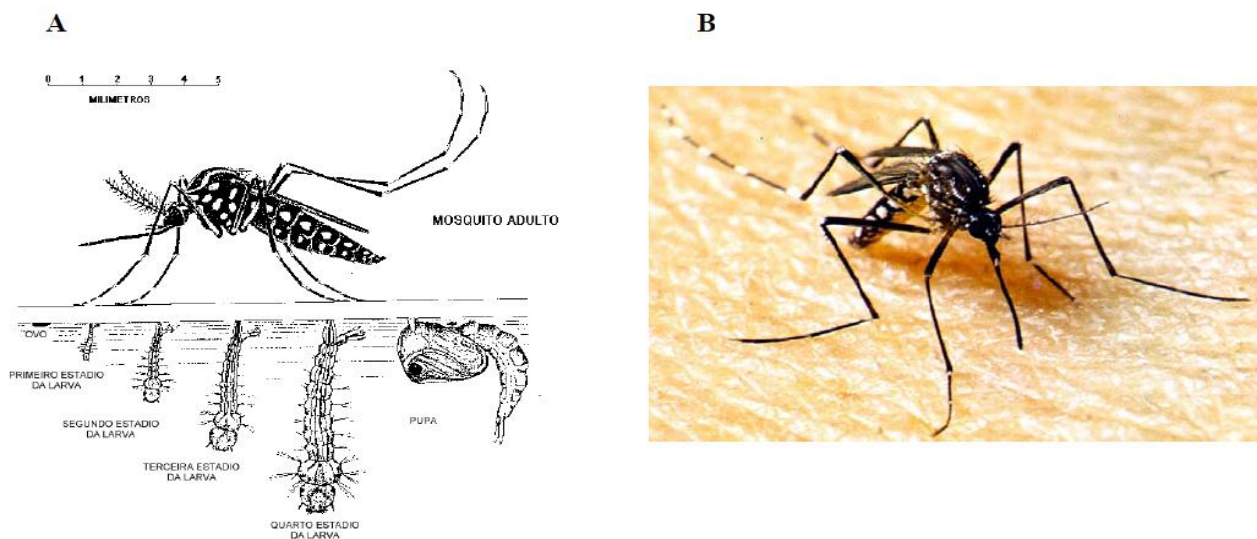 A
B
0 1 2 3 4 5
MILIMETROS
MOSQUITO ADULTO
OVO
PRIMEIRO ESTADIO
DA LARVA
SEGUNDO ESTADIO
DA LARVA
TERCEIRA ESTADIO
DA LARVA
QUARTO ESTADIO
DA LARVA
PUPA